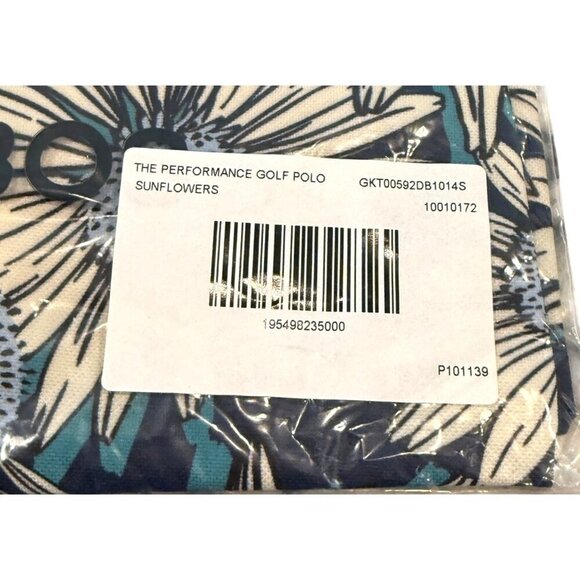 THE PERFORMANCE GOLF POLO GKT00592DB1014S
SUNFLOWERS 10010172
195498235000
P101139